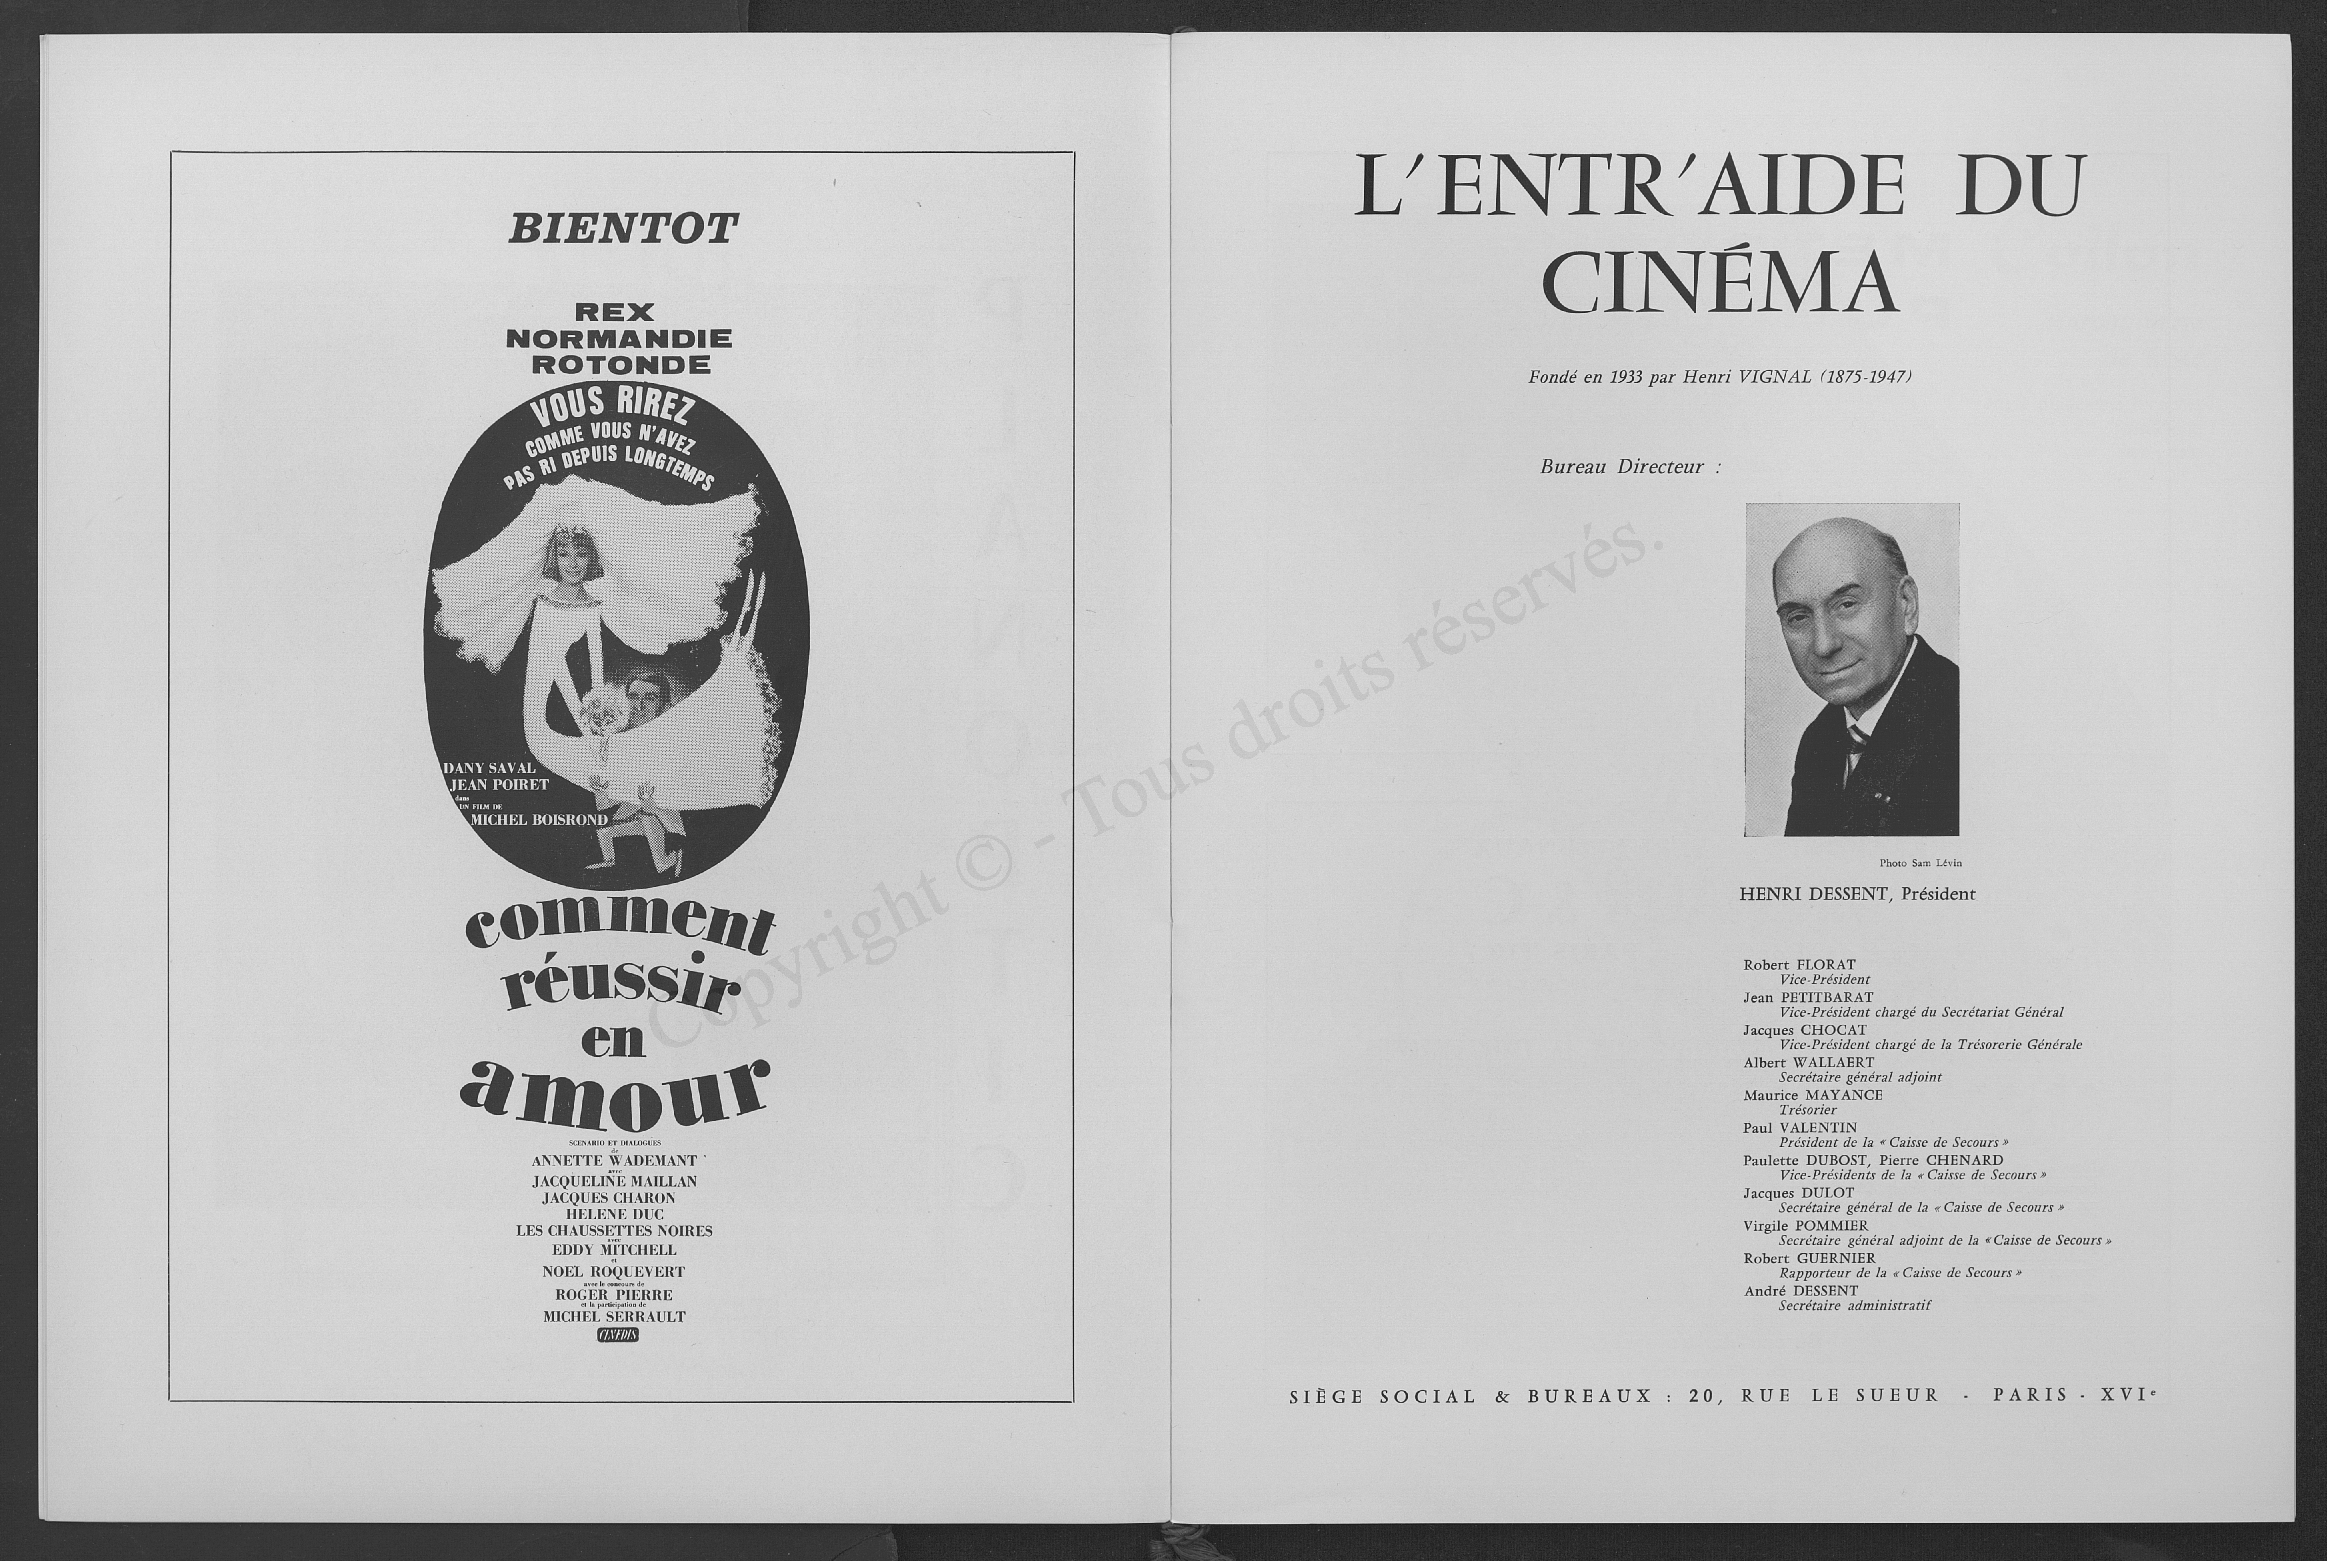 BIENTOT
REX
NORMANDIE
ROTONDE
VOUS RIREZ
COMME VOUS N'AVEZ
PAS RI DEPUIS LONGTEMPS
DANY SAVAL
JEAN POIRET
dans
UN FILM DE
MICHEL BOISROND
comment
réussir
en
amour
SCENARIO ET DIALOGUES
de
ANNETTE WADEMANT
avec
JACQUELINE MAILLAN
JACQUES CHARON
HELENE DUC
LES CHAUSSETTES NOIRES
avec
EDDY MITCHELL
et
NOEL ROQUEVERT
avec le concours de
ROGER PIERRE
et la participation de
MICHEL SERRAULT
CINEDIS
L'ENTR'AIDE DU
CINÉMA
Fondé en 1933 par Henri VIGNAL (1875-1947)
Bureau Directeur :
Photo Sam Lévin
HENRI DESSENT, Président
Robert FLORAT
Vice-Président
Jean PETITBARAT
Vice-Président chargé du Secrétariat Général
Jacques CHOCAT
Vice-Président chargé de la Trésorerie Générale
Albert WALLAERT
Secrétaire général adjoint
Maurice MAYANCE
Trésorier
Paul VALENTIN
Président de la « Caisse de Secours »
Paulette DUBOST, Pierre CHENARD
Vice-Présidents de la « Caisse de Secours »
Jacques DULOT
Secrétaire général de la « Caisse de Secours »
Virgile POMMIER
Secrétaire général adjoint de la « Caisse de Secours »
Robert GUERNIER
Rapporteur de la « Caisse de Secours »
André DESSENT
Secrétaire administratif
SIÈGE SOCIAL & BUREAUX : 20, RUE LE SUEUR - PARIS - XVIe
Copyright © - Tous droits réservés.